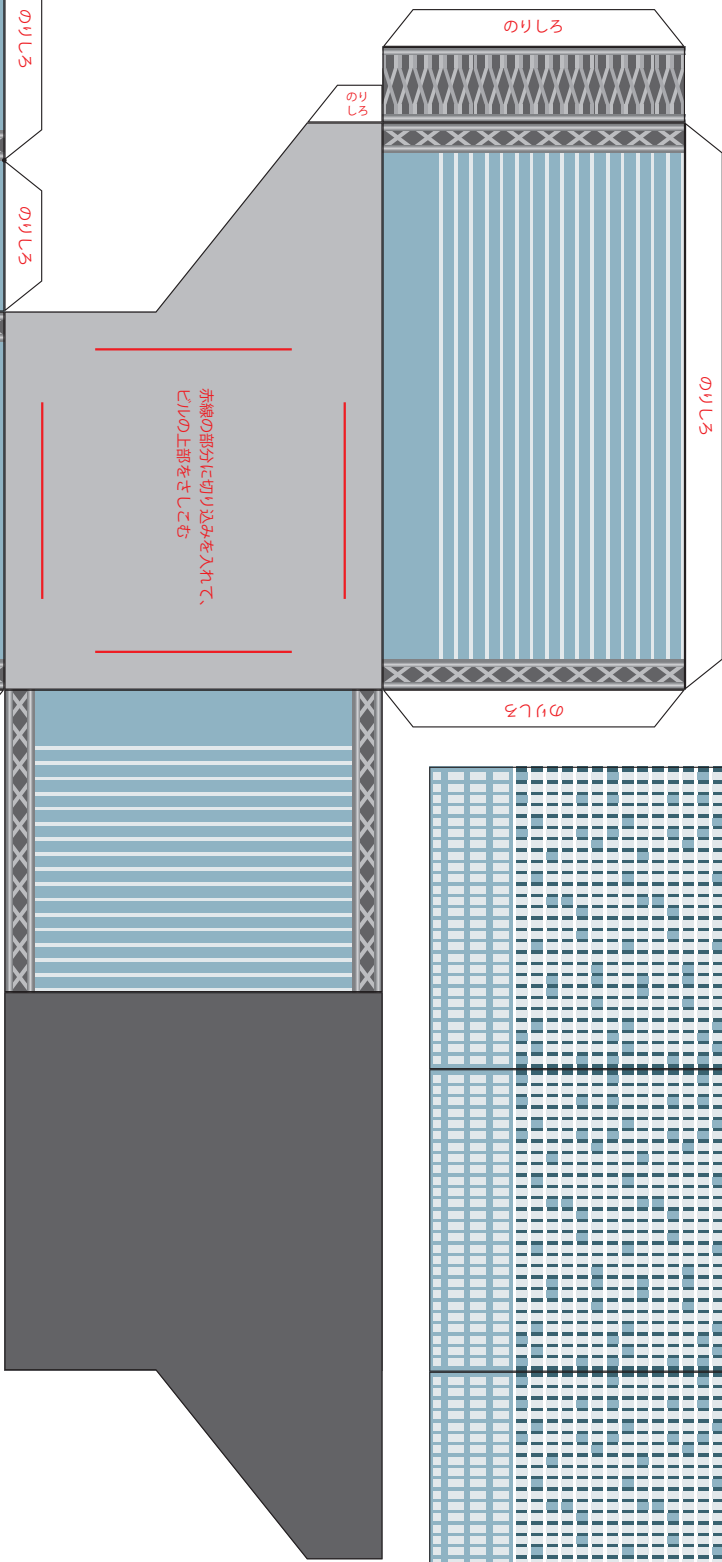 のりしろ
のりしろ
のり
しろ
のりしろ
赤線の部分に切り込みを入れて、
ビルの上部をさしこむ
のりしろ
のりしろ